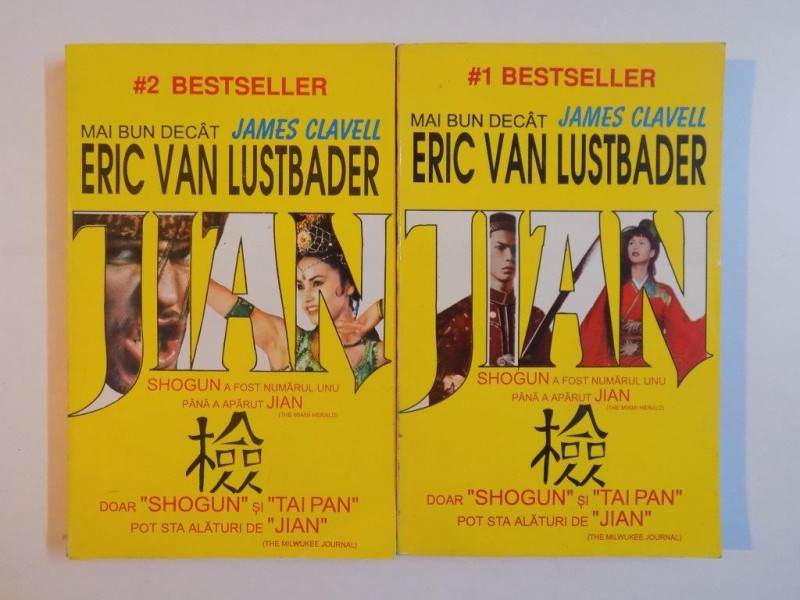 #2 BESTSELLER
MAI BUN DECÂT JAMES CLAVELL
ERIC VAN LUSTBADER
JIAN
SHOGUN A FOST NUMĂRUL UNU
PÂNĂ A APĂRUT JIAN
(THE MIAMI HERALD)
檢
DOAR "SHOGUN" ȘI "TAI PAN"
POT STA ALĂTURI DE "JIAN"
(THE MILWUKEE JOURNAL)
#1 BESTSELLER
MAI BUN DECÂT JAMES CLAVELL
ERIC VAN LUSTBADER
JIAN
SHOGUN A FOST NUMĂRUL UNU
PÂNĂ A APĂRUT JIAN
(THE MIAMI HERALD)
檢
DOAR "SHOGUN" ȘI "TAI PAN"
POT STA ALĂTURI DE "JIAN"
(THE MILWUKEE JOURNAL)